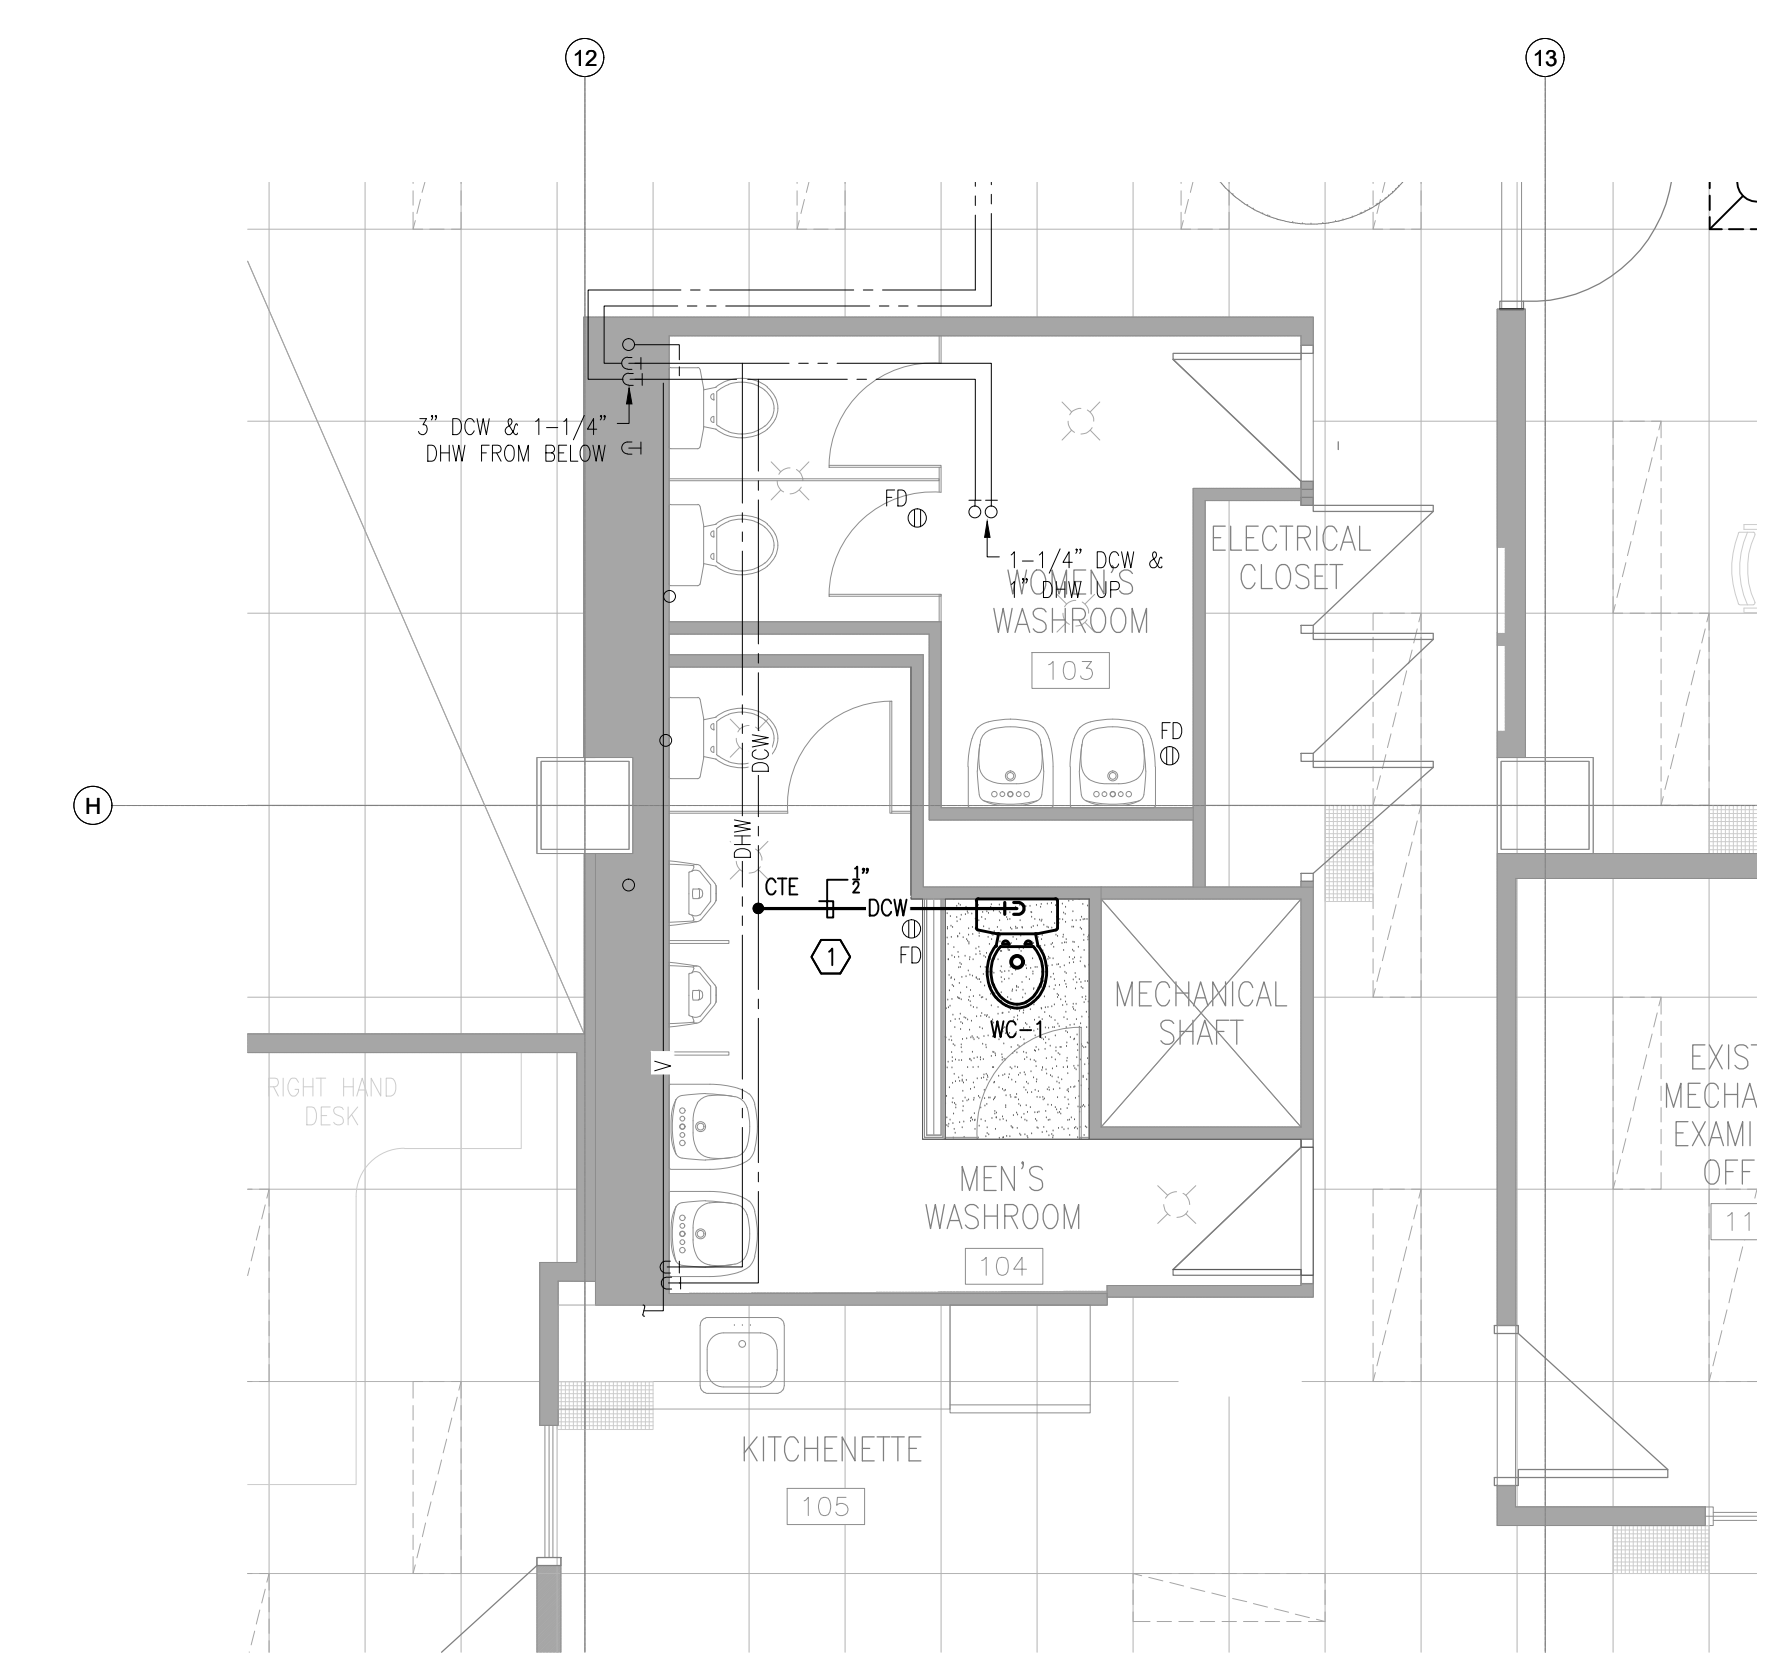 12
13
3" DCW & 1-1/4"
DHW FROM BELOW
FD
1-1/4" DCW &
1" DHW UP
WOMEN'S
WASHROOM
103
ELECTRICAL
CLOSET
FD
DCW
H
DHW
CTE
1/2"
DCW
1
FD
WC-1
MECHANICAL
SHAFT
V
RIGHT HAND
DESK
EXIS
MECHA
EXAMI
OFF
11
MEN'S
WASHROOM
104
KITCHENETTE
105